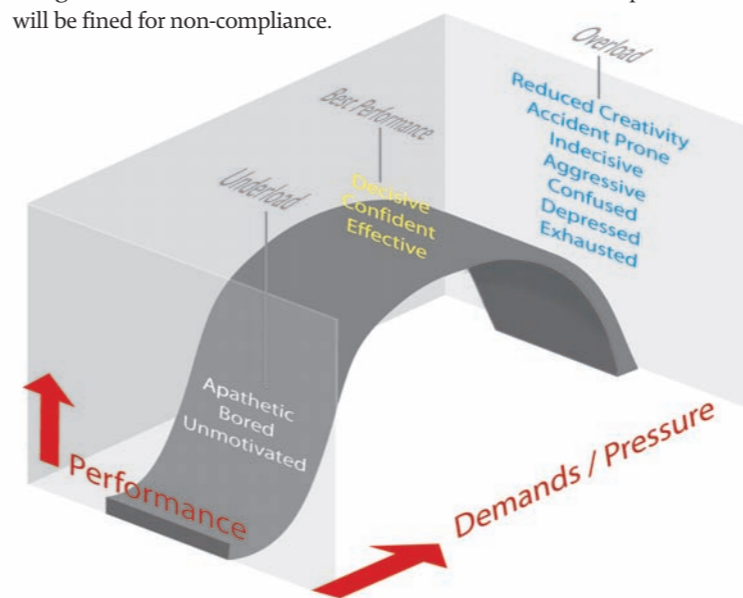 will be fined for non-compliance.
Overload
Reduced Creativity
Accident Prone
Indecisive
Aggressive
Confused
Depressed
Exhausted
Best Performance
Decisive
Confident
Effective
Underload
Apathetic
Bored
Unmotivated
Performance
Demands / Pressure